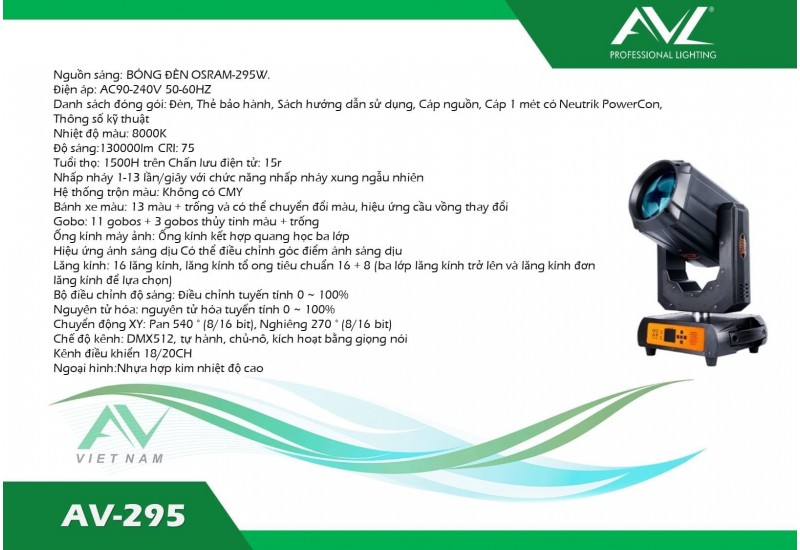 AVL®
PROFESSIONAL LIGHTING
Nguồn sáng: BÓNG ĐÈN OSRAM-295W.
Điện áp: AC90-240V 50-60HZ
Danh sách đóng gói: Đèn, Thẻ bảo hành, Sách hướng dẫn sử dụng, Cáp nguồn, Cáp 1 mét có Neutrik PowerCon,
Thông số kỹ thuật
Nhiệt độ màu: 8000K
Độ sáng:130000lm CRI: 75
Tuổi thọ: 1500H trên Chấn lưu điện tử: 15r
Nhấp nháy 1-13 lần/giây với chức năng nhấp nháy xung ngẫu nhiên
Hệ thống trộn màu: Không có CMY
Bánh xe màu: 13 màu + trống và có thể chuyển đổi màu, hiệu ứng cầu vồng thay đổi
Gobo: 11 gobos + 3 gobos thủy tinh màu + trống
Ống kính máy ảnh: Ống kính kết hợp quang học ba lớp
Hiệu ứng ánh sáng dịu Có thể điều chỉnh góc điểm ánh sáng dịu
Lăng kính: 16 lăng kính, lăng kính tổ ong tiêu chuẩn 16 + 8 (ba lớp lăng kính trở lên và lăng kính đơn
lăng kính để lựa chọn)
Bộ điều chỉnh độ sáng: Điều chỉnh tuyến tính 0 ~ 100%
Nguyên tử hóa: nguyên tử hóa tuyến tính 0 ~ 100%
Chuyển động XY: Pan 540 ° (8/16 bit), Nghiêng 270 ° (8/16 bit)
Chế độ kênh: DMX512, tự hành, chủ-nô, kích hoạt bằng giọng nói
Kênh điều khiển 18/20CH
Ngoại hình:Nhựa hợp kim nhiệt độ cao
AV
VIET NAM
AV-295